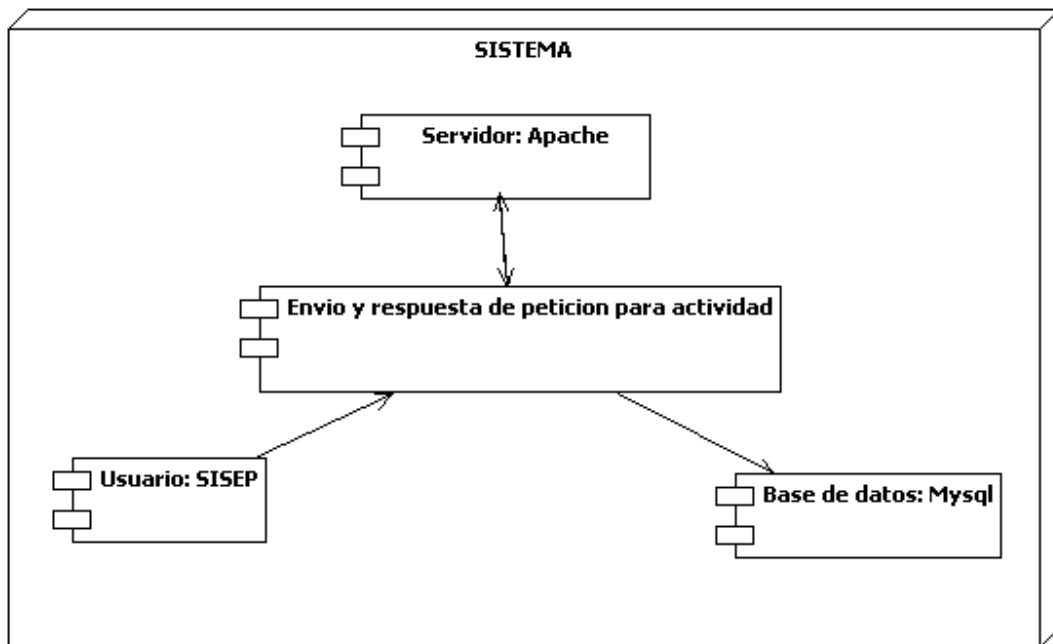 SISTEMA
Servidor: Apache
Envio y respuesta de peticion para actividad
Usuario: SISEP
Base de datos: Mysql